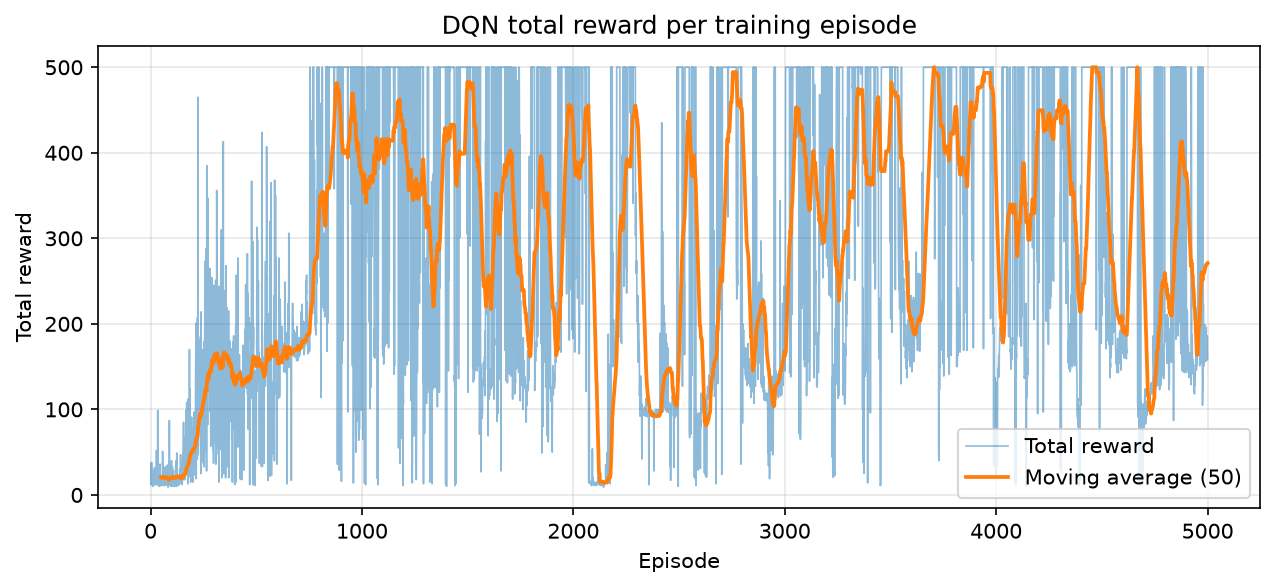 DQN total reward per training episode
Total reward
500
400
300
200
100
0
0 1000 2000 3000 4000 5000
Episode
Total reward
Moving average (50)